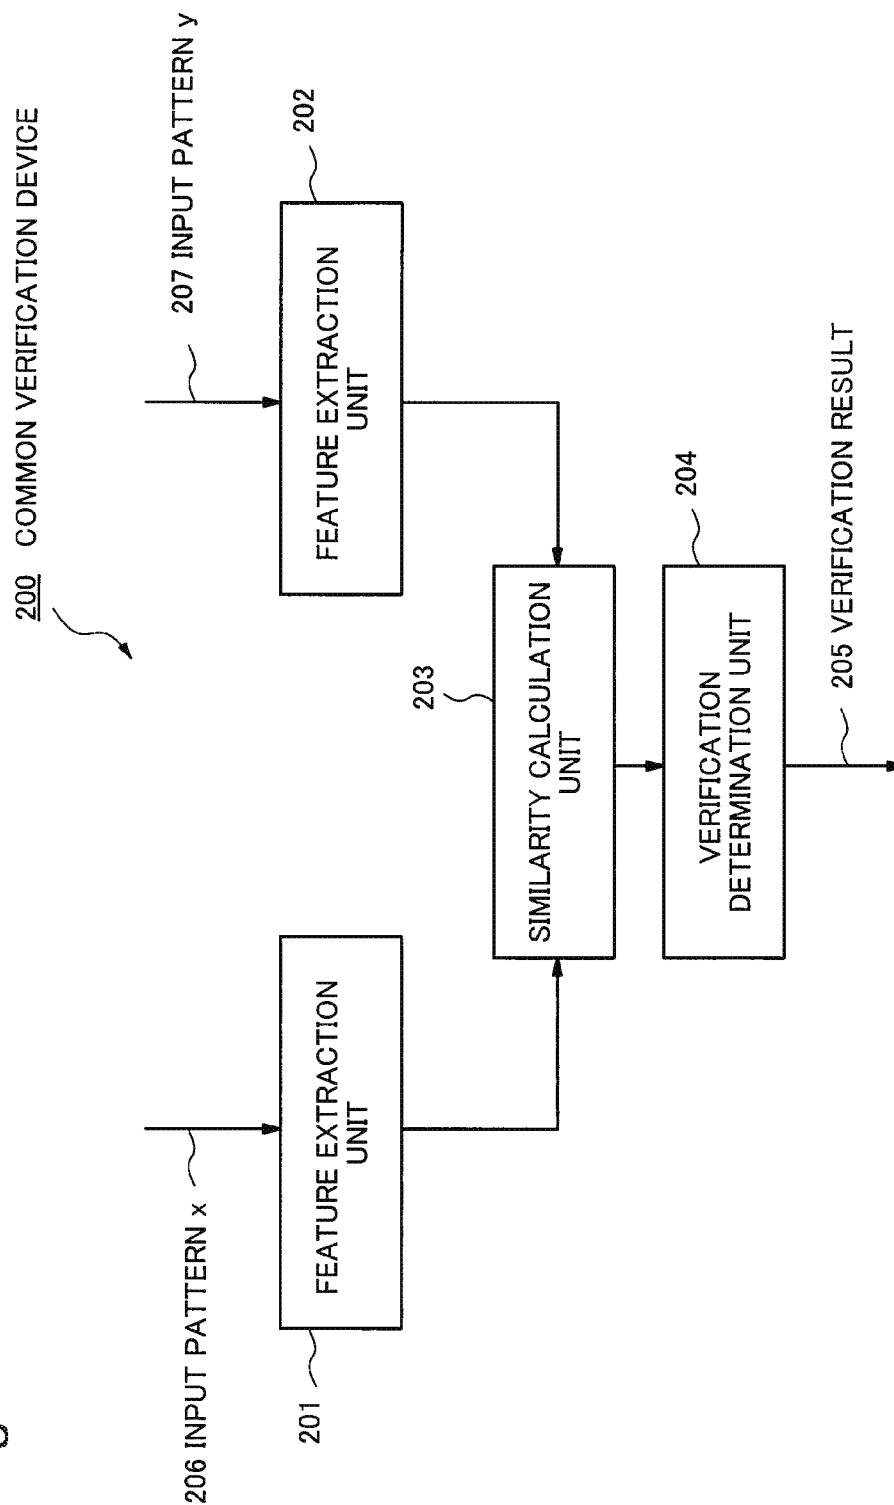 200 COMMON VERIFICATION DEVICE
206 INPUT PATTERN x
207 INPUT PATTERN y
201
FEATURE EXTRACTION
UNIT
202
FEATURE EXTRACTION
UNIT
203
SIMILARITY CALCULATION
UNIT
204
VERIFICATION
DETERMINATION UNIT
205 VERIFICATION RESULT